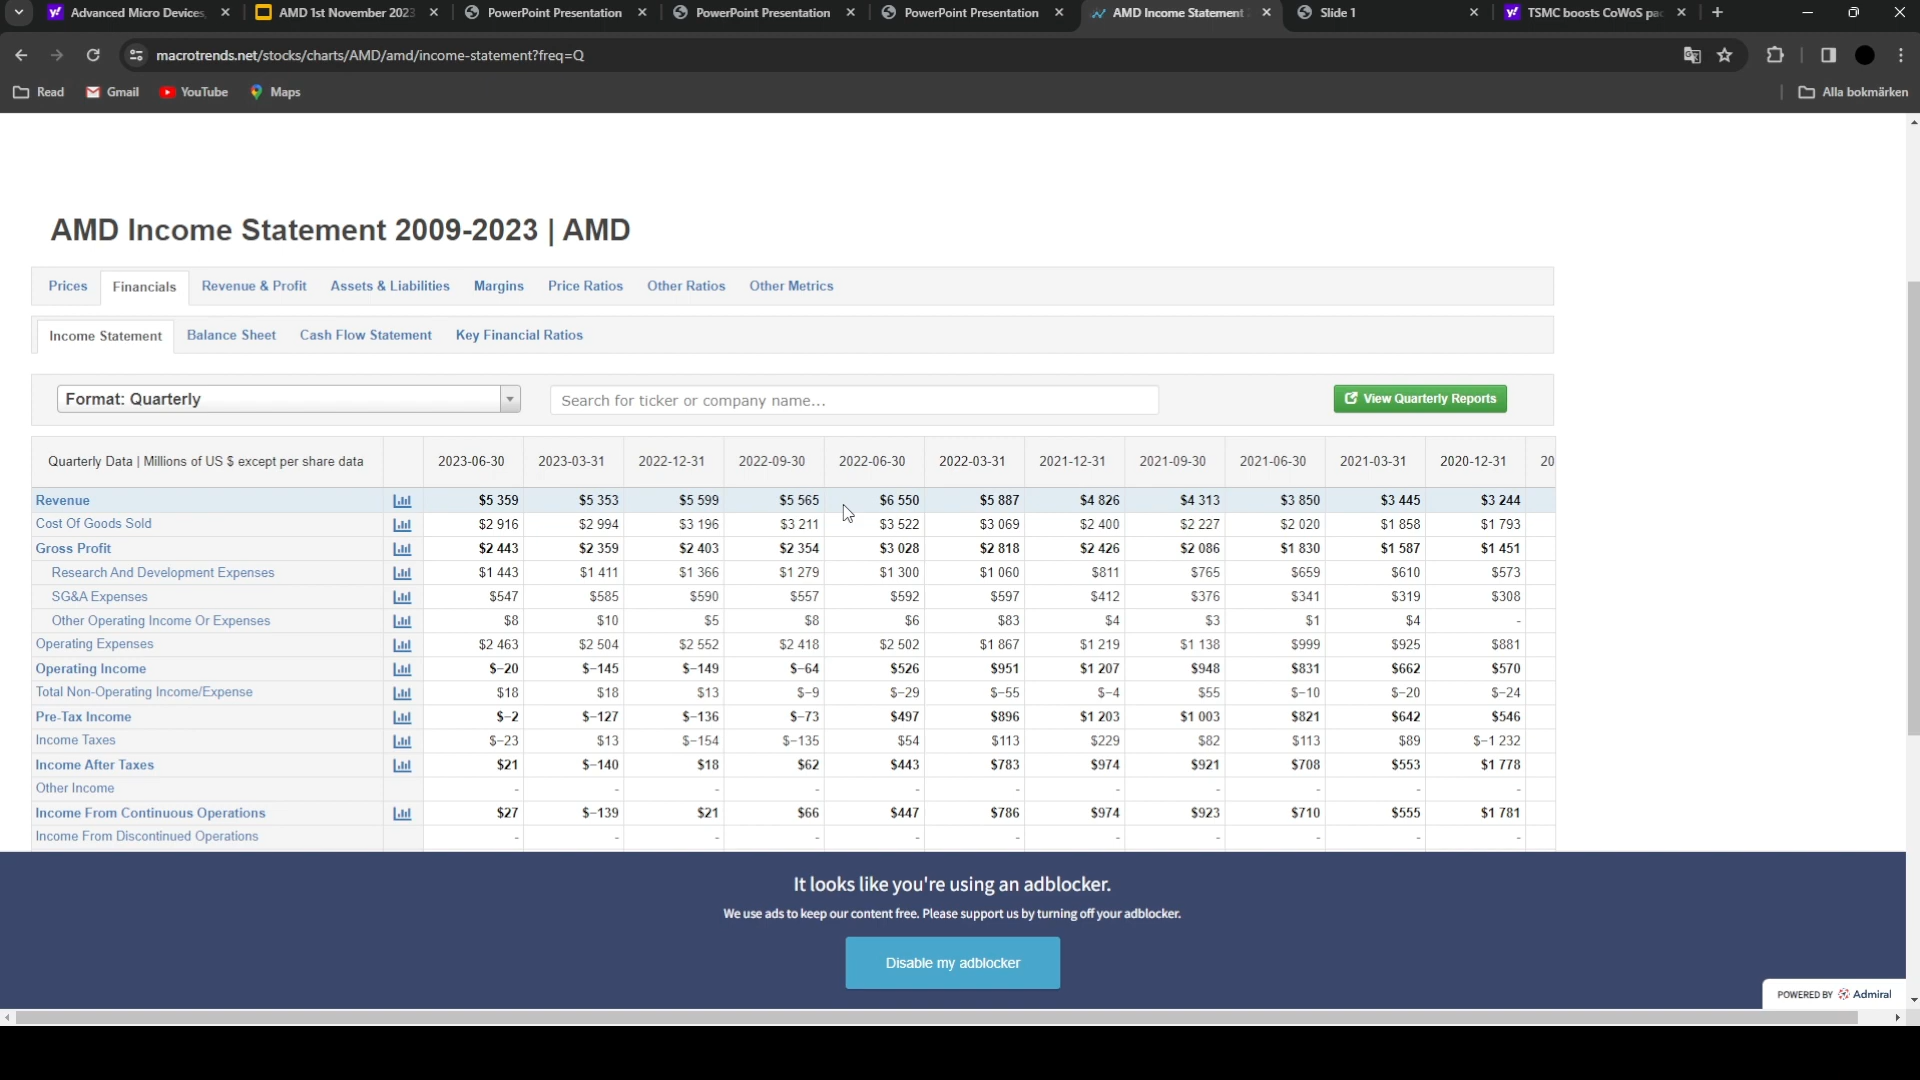 Advanced Micro Devices,
AMD 1st November 2023
PowerPoint Presentation
PowerPoint Presentation
PowerPoint Presentation
AMD Income Statement
Slide 1
TSMC boosts CoWoS pa
macrotrends.net/stocks/charts/AMD/amd/income-statement?freq=Q
Read Gmail YouTube Maps Alla bokmärken
AMD Income Statement 2009-2023 | AMD
Prices Financials Revenue & Profit Assets & Liabilities Margins Price Ratios Other Ratios Other Metrics
Income Statement Balance Sheet Cash Flow Statement Key Financial Ratios
Format: Quarterly Search for ticker or company name... View Quarterly Reports
Quarterly Data | Millions of US $ except per share data 2023-06-30 2023-03-31 2022-12-31 2022-09-30 2022-06-30 2022-03-31 2021-12-31 2021-09-30 2021-06-30 2021-03-31 2020-12-31 20
Revenue $5 359 $5 353 $5 599 $5 565 $6 550 $5 887 $4 826 $4 313 $3 850 $3 445 $3 244
Cost Of Goods Sold $2 916 $2 994 $3 196 $3 211 $3 522 $3 069 $2 400 $2 227 $2 020 $1 858 $1 793
Gross Profit $2 443 $2 359 $2 403 $2 354 $3 028 $2 818 $2 426 $2 086 $1 830 $1 587 $1 451
Research And Development Expenses $1 443 $1 411 $1 366 $1 279 $1 300 $1 060 $811 $765 $659 $610 $573
SG&A Expenses $547 $585 $590 $557 $592 $597 $412 $376 $341 $319 $308
Other Operating Income Or Expenses $8 $10 $5 $8 $6 $83 $4 $3 $1 $4 -
Operating Expenses $2 463 $2 504 $2 552 $2 418 $2 502 $1 867 $1 219 $1 138 $999 $925 $881
Operating Income $-20 $-145 $-149 $-64 $526 $951 $1 207 $948 $831 $662 $570
Total Non-Operating Income/Expense $18 $18 $13 $-9 $-29 $-55 $-4 $55 $-10 $-20 $-24
Pre-Tax Income $-2 $-127 $-136 $-73 $497 $896 $1 203 $1 003 $821 $642 $546
Income Taxes $-23 $13 $-154 $-135 $54 $113 $229 $82 $113 $89 $-1 232
Income After Taxes $21 $-140 $18 $62 $443 $783 $974 $921 $708 $553 $1 778
Other Income - - - - - - - - - - -
Income From Continuous Operations $27 $-139 $21 $66 $447 $786 $974 $923 $710 $555 $1 781
Income From Discontinued Operations - - - - - - - - - - -
It looks like you're using an adblocker.
We use ads to keep our content free. Please support us by turning off your adblocker.
Disable my adblocker
POWERED BY Admiral